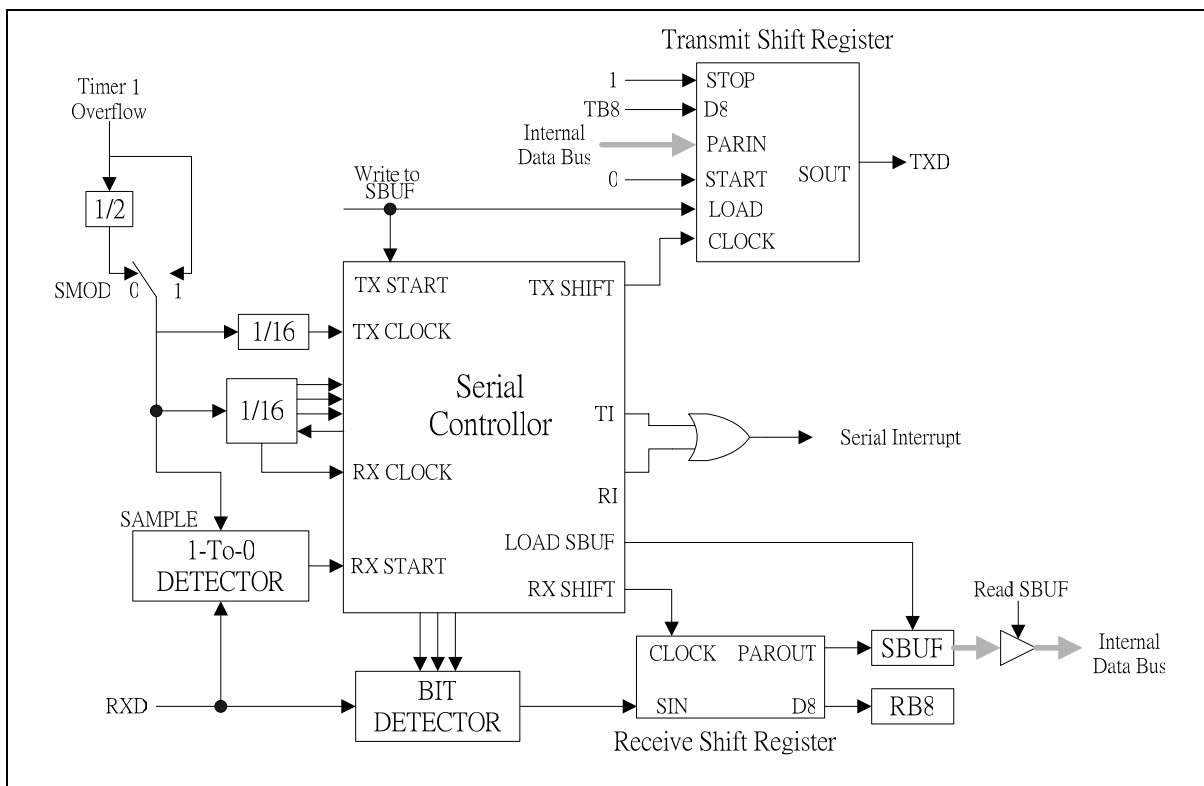 Transmit Shift Register
Timer 1
Overflow
1
STOP
TB8
D8
Internal
Data Bus
PARIN
0
START
SOUT
TXD
LOAD
CLOCK
1/2
Write to
SBUF
SMOD
0
1
TX START
TX SHIFT
1/16
TX CLOCK
1/16
Serial
Controllor
TI
Serial Interrupt
RX CLOCK
RI
SAMPLE
1-To-0
DETECTOR
RX START
LOAD SBUF
RX SHIFT
Read SBUF
CLOCK
PAROUT
SBUF
Internal
Data Bus
RXD
BIT
DETECTOR
SIN
D8
RB8
Receive Shift Register